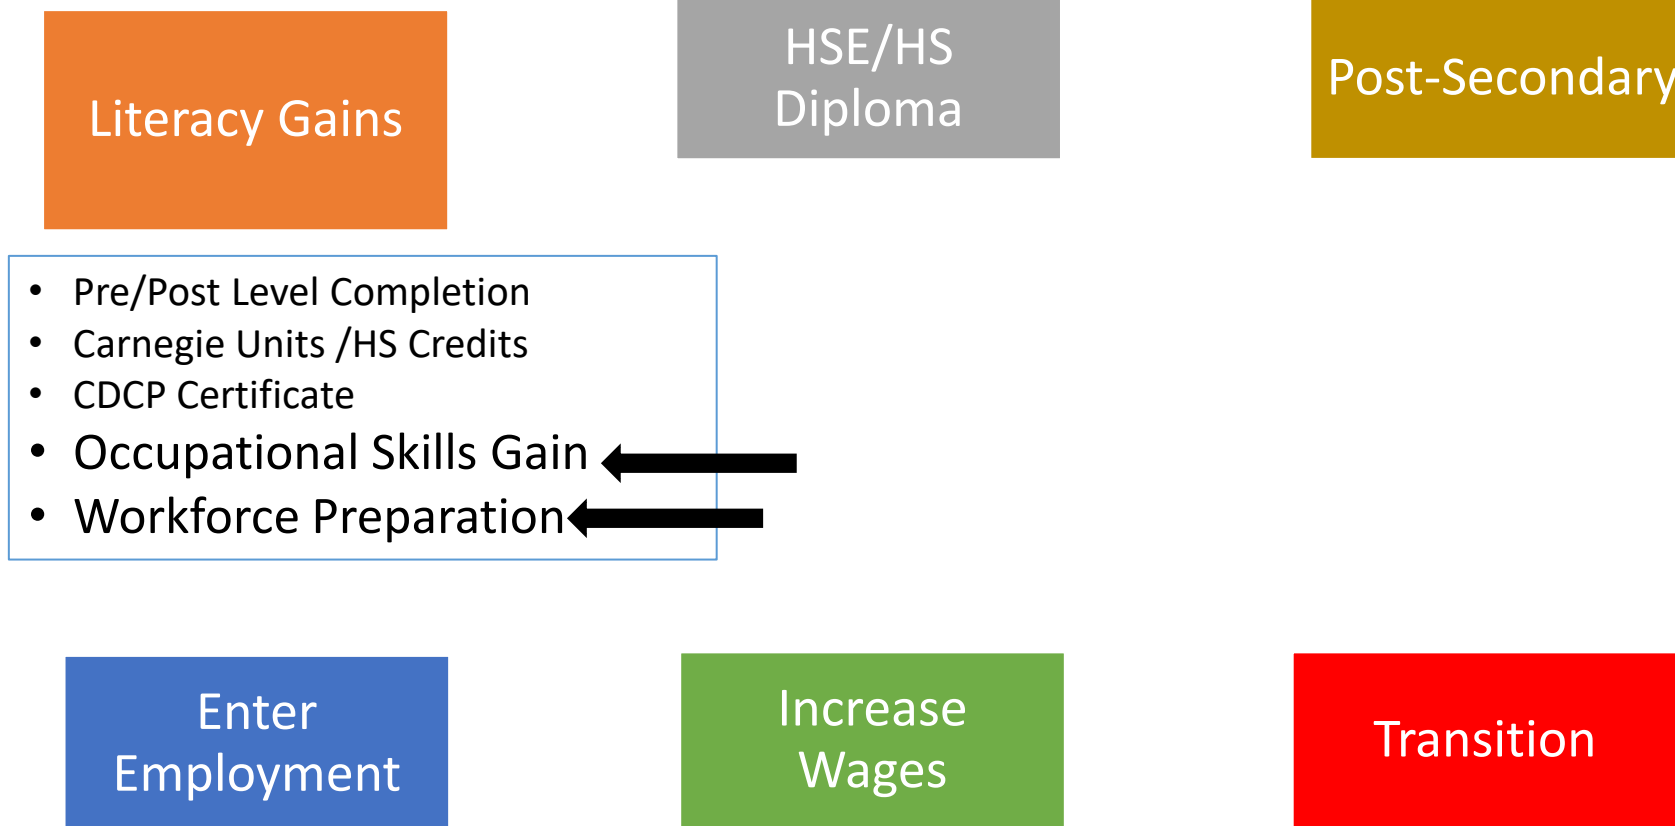 Literacy Gains
HSE/HS
Diploma
Post-Secondary
• Pre/Post Level Completion
• Carnegie Units /HS Credits
• CDCP Certificate
• Occupational Skills Gain
• Workforce Preparation
Enter
Employment
Increase
Wages
Transition